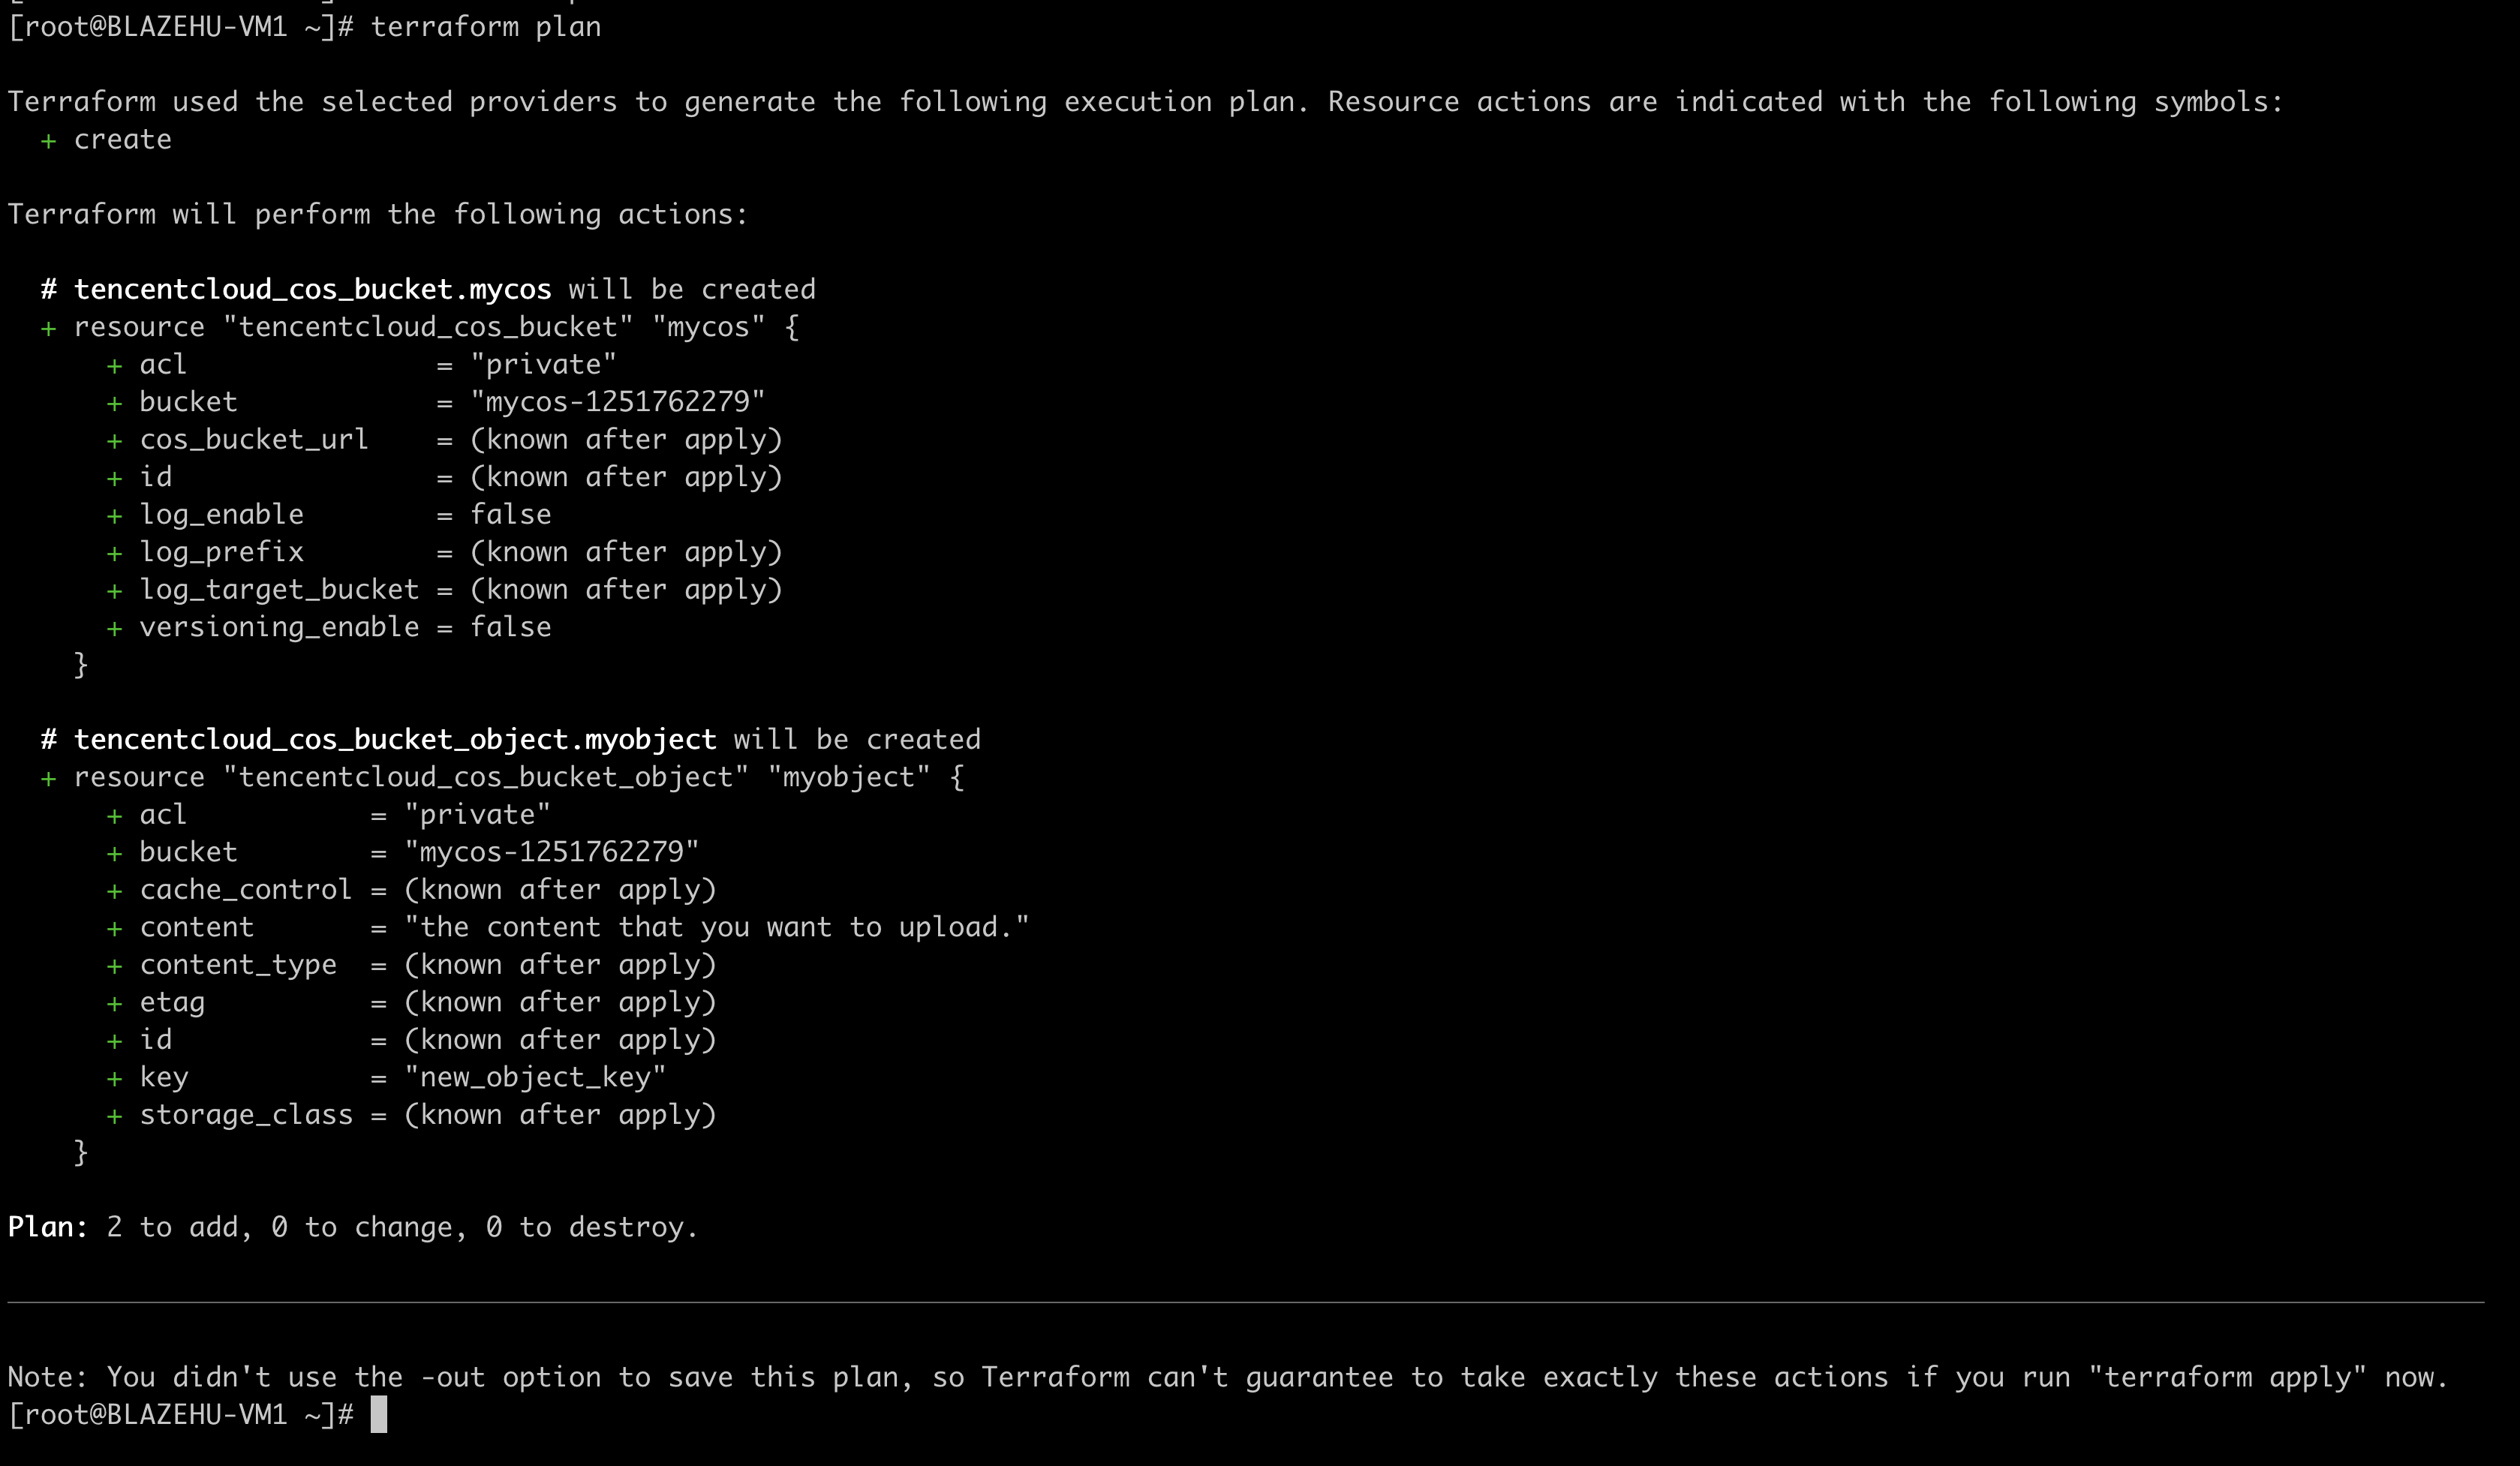 [root@BLAZEHU-VM1 ~]# terraform plan
Terraform used the selected providers to generate the following execution plan. Resource actions are indicated with the following symbols:
  + create
Terraform will perform the following actions:
  # tencentcloud_cos_bucket.mycos will be created
  + resource "tencentcloud_cos_bucket" "mycos" {
      + acl               = "private"
      + bucket            = "mycos-1251762279"
      + cos_bucket_url    = (known after apply)
      + id                = (known after apply)
      + log_enable        = false
      + log_prefix        = (known after apply)
      + log_target_bucket = (known after apply)
      + versioning_enable = false
    }
  # tencentcloud_cos_bucket_object.myobject will be created
  + resource "tencentcloud_cos_bucket_object" "myobject" {
      + acl           = "private"
      + bucket        = "mycos-1251762279"
      + cache_control = (known after apply)
      + content       = "the content that you want to upload."
      + content_type  = (known after apply)
      + etag          = (known after apply)
      + id            = (known after apply)
      + key           = "new_object_key"
      + storage_class = (known after apply)
    }
Plan: 2 to add, 0 to change, 0 to destroy.
Note: You didn't use the -out option to save this plan, so Terraform can't guarantee to take exactly these actions if you run "terraform apply" now.
[root@BLAZEHU-VM1 ~]#